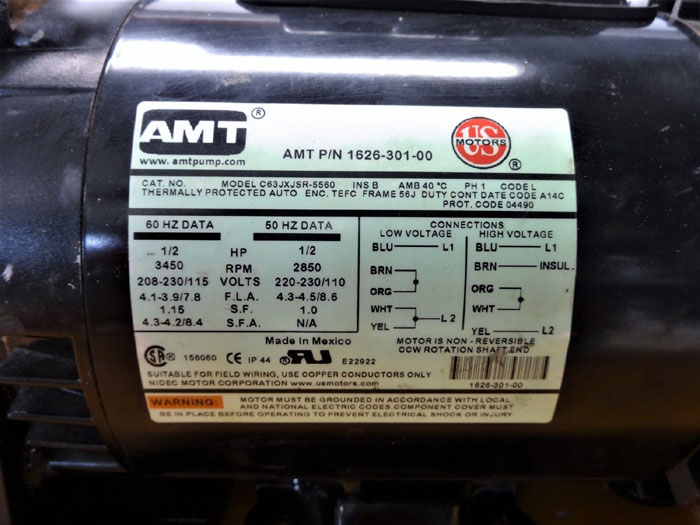 AMT ®
www.amtpump.com
AMT P/N 1626-301-00
US MOTORS ®
CAT. NO. MODEL C63JXJSR-5560 INS B AMB 40 °C PH 1 CODE L
THERMALLY PROTECTED AUTO ENC. TEFC FRAME 56J DUTY CONT DATE CODE A14C
PROT. CODE 04490
60 HZ DATA 50 HZ DATA
1/2 HP 1/2
3450 RPM 2850
208-230/115 VOLTS 220-230/110
4.1-3.9/7.8 F.L.A. 4.3-4.5/8.6
1.15 S.F. 1.0
4.3-4.2/8.4 S.F.A. N/A
CONNECTIONS
LOW VOLTAGE HIGH VOLTAGE
BLU L1 BLU L1
BRN BRN INSUL.
ORG ORG
WHT L2 WHT
YEL YEL L2
Made in Mexico
MOTOR IS NON - REVERSIBLE
CCW ROTATION SHAFT END
SA ® 156060 CE IP 44 ® E22922
SUITABLE FOR FIELD WIRING, USE COPPER CONDUCTORS ONLY
NIDEC MOTOR CORPORATION www.usmotors.com
1626-301-00
WARNING: MOTOR MUST BE GROUNDED IN ACCORDANCE WITH LOCAL
AND NATIONAL ELECTRIC CODES.COMPONENT COVER MUST
BE IN PLACE BEFORE OPERATING TO PREVENT ELECTRICAL SHOCK OR INJURY